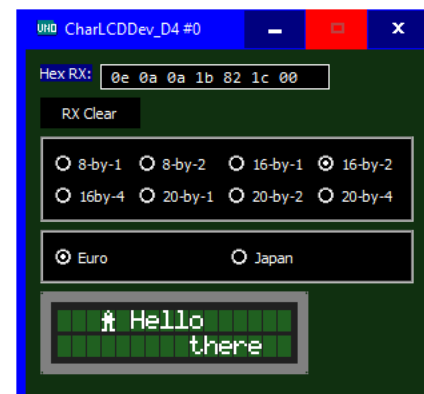 UNO CharLCDDev_D4 #0 x
Hex RX: 0e 0a 0a 1b 82 1c 00
RX Clear
8-by-1 8-by-2 16-by-1 16-by-2
16by-4 20-by-1 20-by-2 20-by-4
Euro Japan
Hello
there